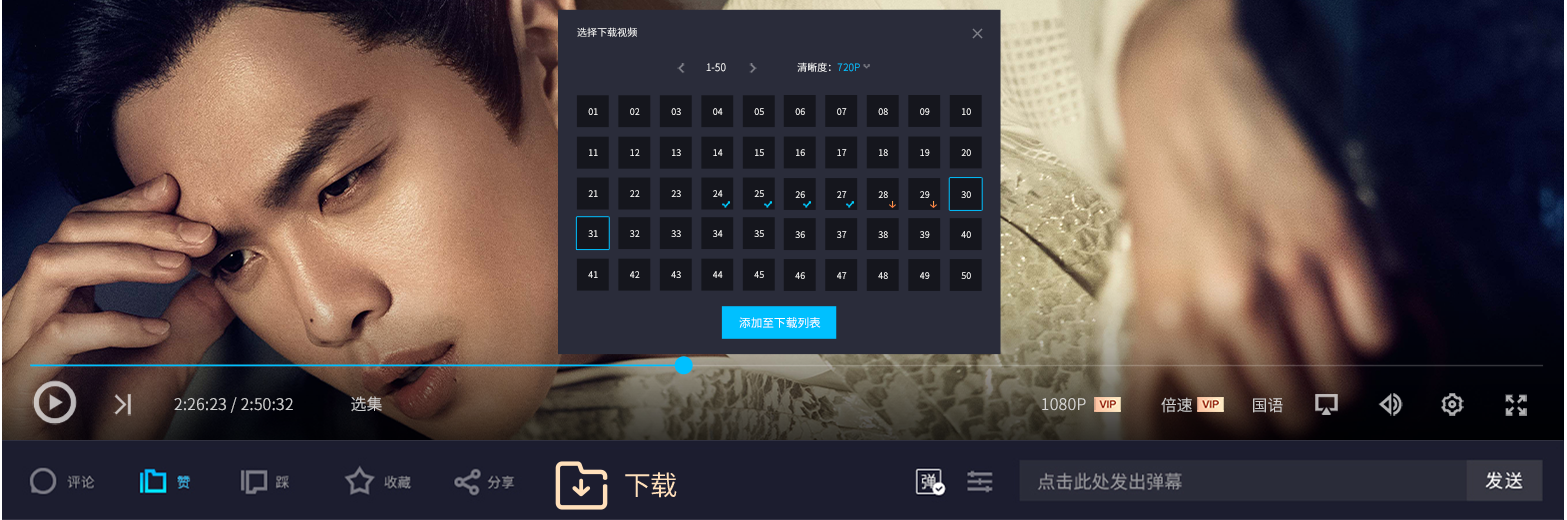 选择下载视频
1-50 清晰度：720P
01 02 03 04 05 06 07 08 09 10
11 12 13 14 15 16 17 18 19 20
21 22 23 24 25 26 27 28 29 30
31 32 33 34 35 36 37 38 39 40
41 42 43 44 45 46 47 48 49 50
添加至下载列表
2:26:23 / 2:50:32 选集 1080P VIP 倍速 VIP 国语
评论 赞 踩 收藏 分享 下载 弹 点击此处发出弹幕 发送